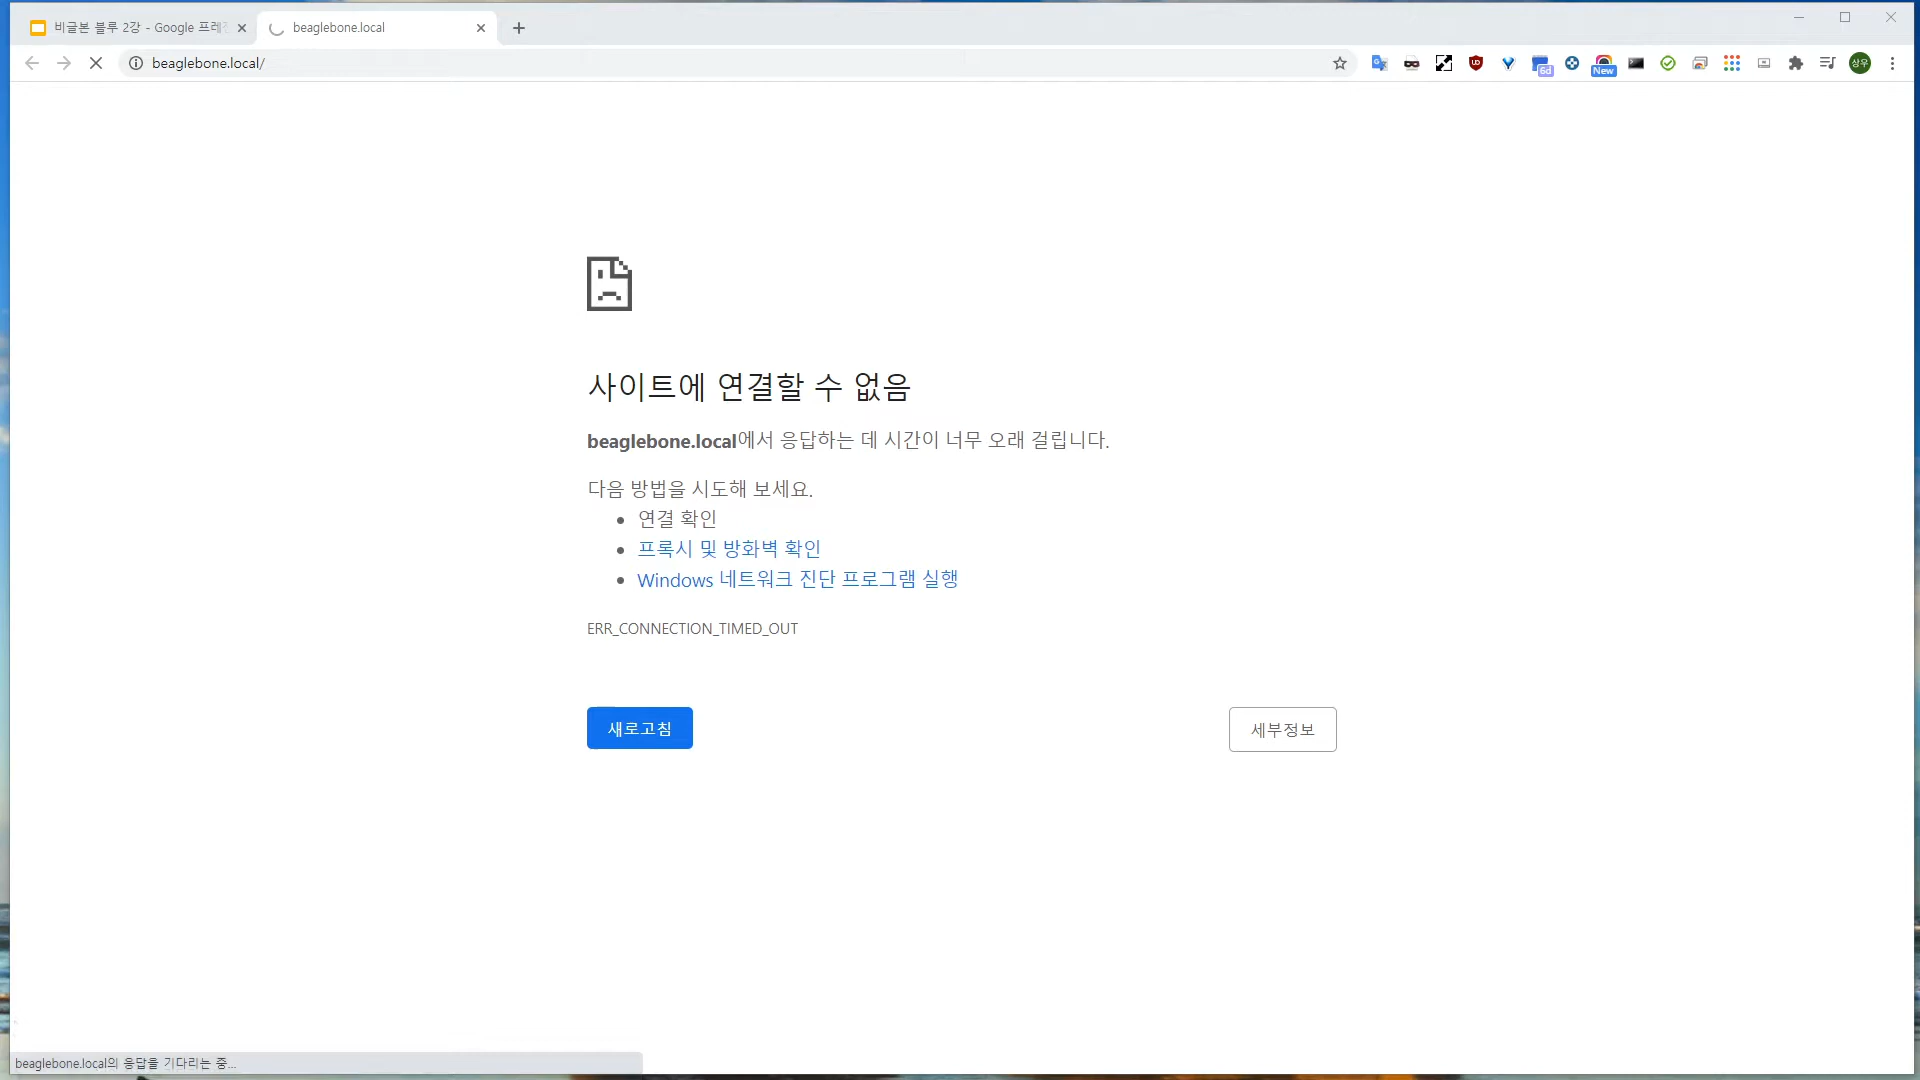 비글본 블루 2강 - Google 프레
beaglebone.local
beaglebone.local/
6d
New
상우
사이트에 연결할 수 없음
beaglebone.local에서 응답하는 데 시간이 너무 오래 걸립니다.
다음 방법을 시도해 보세요.
연결 확인
프록시 및 방화벽 확인
Windows 네트워크 진단 프로그램 실행
ERR_CONNECTION_TIMED_OUT
새로고침
세부정보
beaglebone.local의 응답을 기다리는 중...